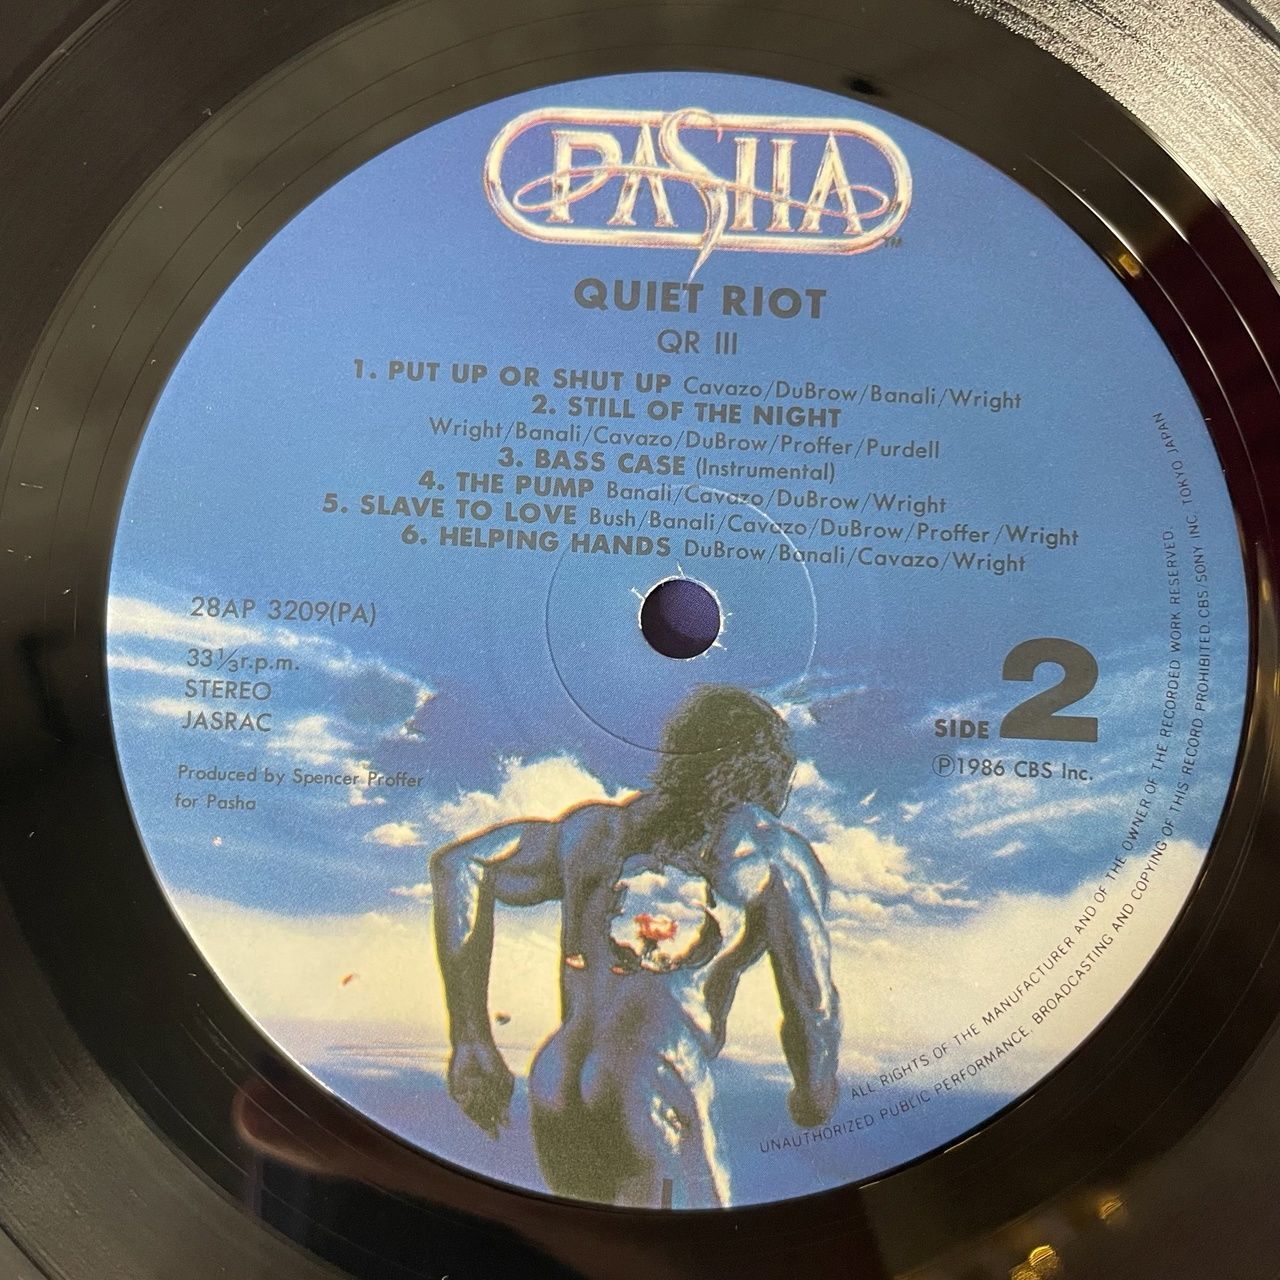 PASHA
TM
QUIET RIOT
QR III
1. PUT UP OR SHUT UP Cavazo/DuBrow/Banali/Wright
2. STILL OF THE NIGHT
Wright/Banali/Cavazo/DuBrow/Proffer/Purdell
3. BASS CASE (Instrumental)
4. THE PUMP Banali/Cavazo/DuBrow/Wright
5. SLAVE TO LOVE Bush/Banali/Cavazo/DuBrow/Proffer/Wright
6. HELPING HANDS DuBrow/Banali/Cavazo/Wright
28AP 3209(PA)
33⅓r.p.m.
STEREO
JASRAC
Produced by Spencer Proffer
for Pasha
SIDE 2
Ⓟ1986 CBS Inc.
ALL RIGHTS OF THE MANUFACTURER AND OF THE OWNER OF THE RECORDED WORK RESERVED.
UNAUTHORIZED PUBLIC PERFORMANCE, BROADCASTING AND COPYING OF THIS RECORD PROHIBITED. CBS/SONY INC. TOKYO JAPAN